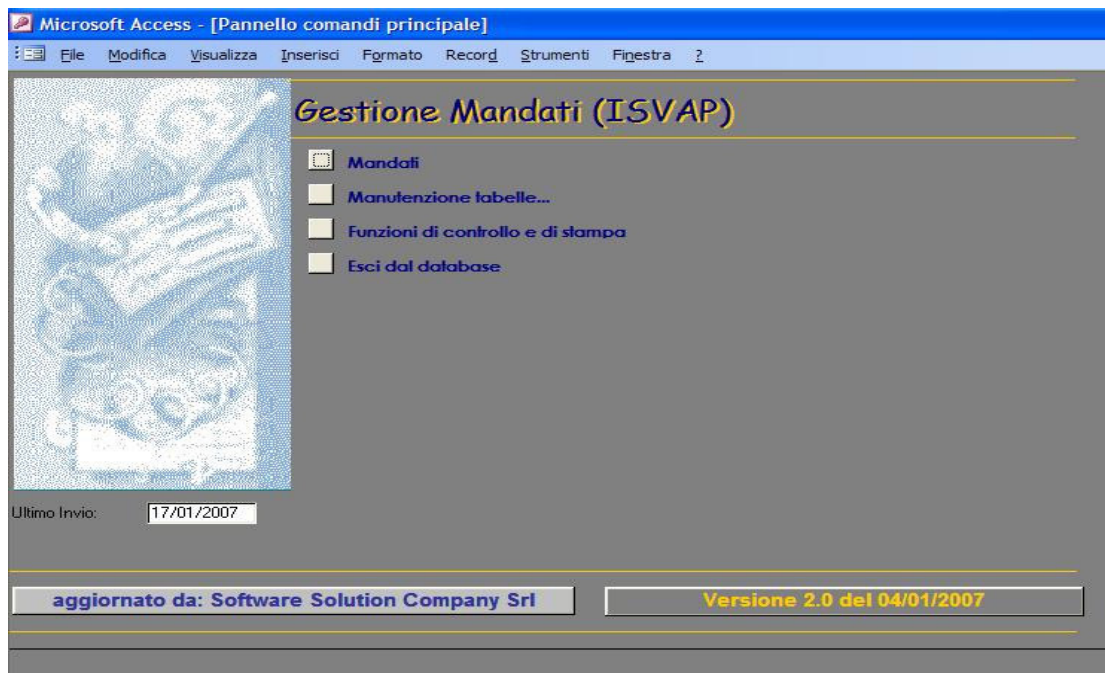 Microsoft Access - [Pannello comandi principale]
File Modifica Visualizza Inserisci Formato Record Strumenti Finestra ?
Gestione Mandati (ISVAP)
Mandati
Manutenzione tabelle...
Funzioni di controllo e di stampa
Esci dal database
Ultimo Invio: 17/01/2007
aggiornato da: Software Solution Company Srl Versione 2.0 del 04/01/2007